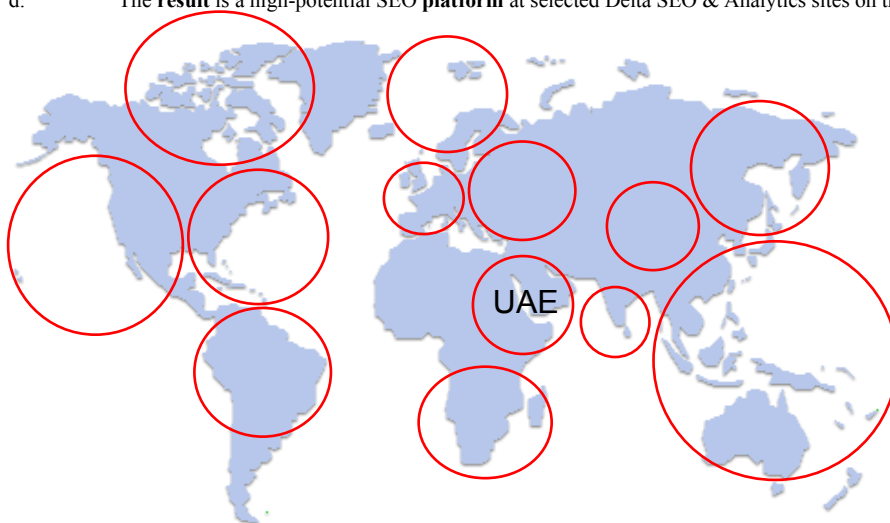 d. The result is a high-potential SEO platform at selected Delta SEO & Analytics sites on
UAE